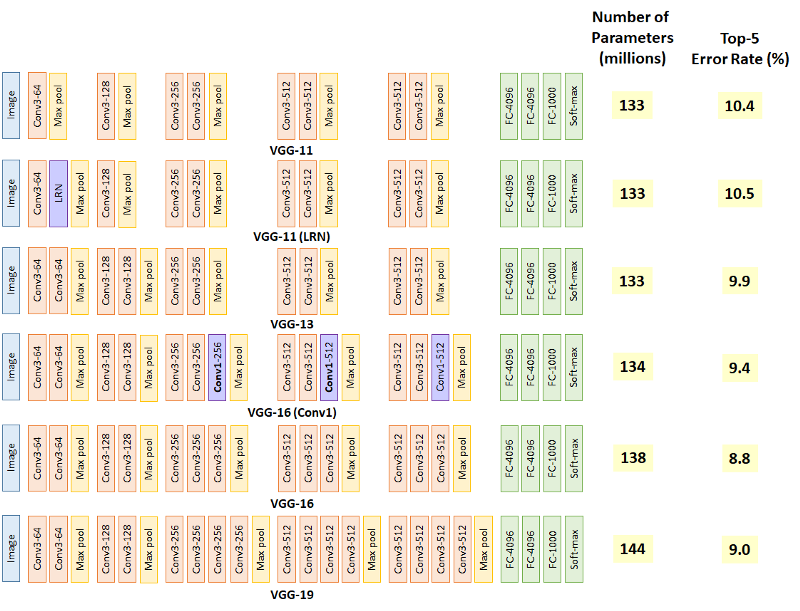 Number of
Parameters
(millions)
Top-5
Error Rate (%)
Image Conv3-64 Max pool Conv3-128 Max pool Conv3-256 Conv3-256 Max pool Conv3-512 Conv3-512 Max pool Conv3-512 Conv3-512 Max pool FC-4096 FC-4096 FC-1000 Soft-max 133 10.4
VGG-11
Image Conv3-64 LRN Max pool Conv3-128 Max pool Conv3-256 Conv3-256 Max pool Conv3-512 Conv3-512 Max pool Conv3-512 Conv3-512 Max pool FC-4096 FC-4096 FC-1000 Soft-max 133 10.5
VGG-11 (LRN)
Image Conv3-64 Conv3-64 Max pool Conv3-128 Conv3-128 Max pool Conv3-256 Conv3-256 Max pool Conv3-512 Conv3-512 Max pool Conv3-512 Conv3-512 Max pool FC-4096 FC-4096 FC-1000 Soft-max 133 9.9
VGG-13
Image Conv3-64 Conv3-64 Max pool Conv3-128 Conv3-128 Max pool Conv3-256 Conv3-256 Conv1-256 Max pool Conv3-512 Conv3-512 Conv1-512 Max pool Conv3-512 Conv3-512 Conv1-512 Max pool FC-4096 FC-4096 FC-1000 Soft-max 134 9.4
VGG-16 (Conv1)
Image Conv3-64 Conv3-64 Max pool Conv3-128 Conv3-128 Max pool Conv3-256 Conv3-256 Conv3-256 Max pool Conv3-512 Conv3-512 Conv3-512 Max pool Conv3-512 Conv3-512 Conv3-512 Max pool FC-4096 FC-4096 FC-1000 Soft-max 138 8.8
VGG-16
Image Conv3-64 Conv3-64 Max pool Conv3-128 Conv3-128 Max pool Conv3-256 Conv3-256 Conv3-256 Conv3-256 Max pool Conv3-512 Conv3-512 Conv3-512 Conv3-512 Max pool Conv3-512 Conv3-512 Conv3-512 Conv3-512 Max pool FC-4096 FC-4096 FC-1000 Soft-max 144 9.0
VGG-19